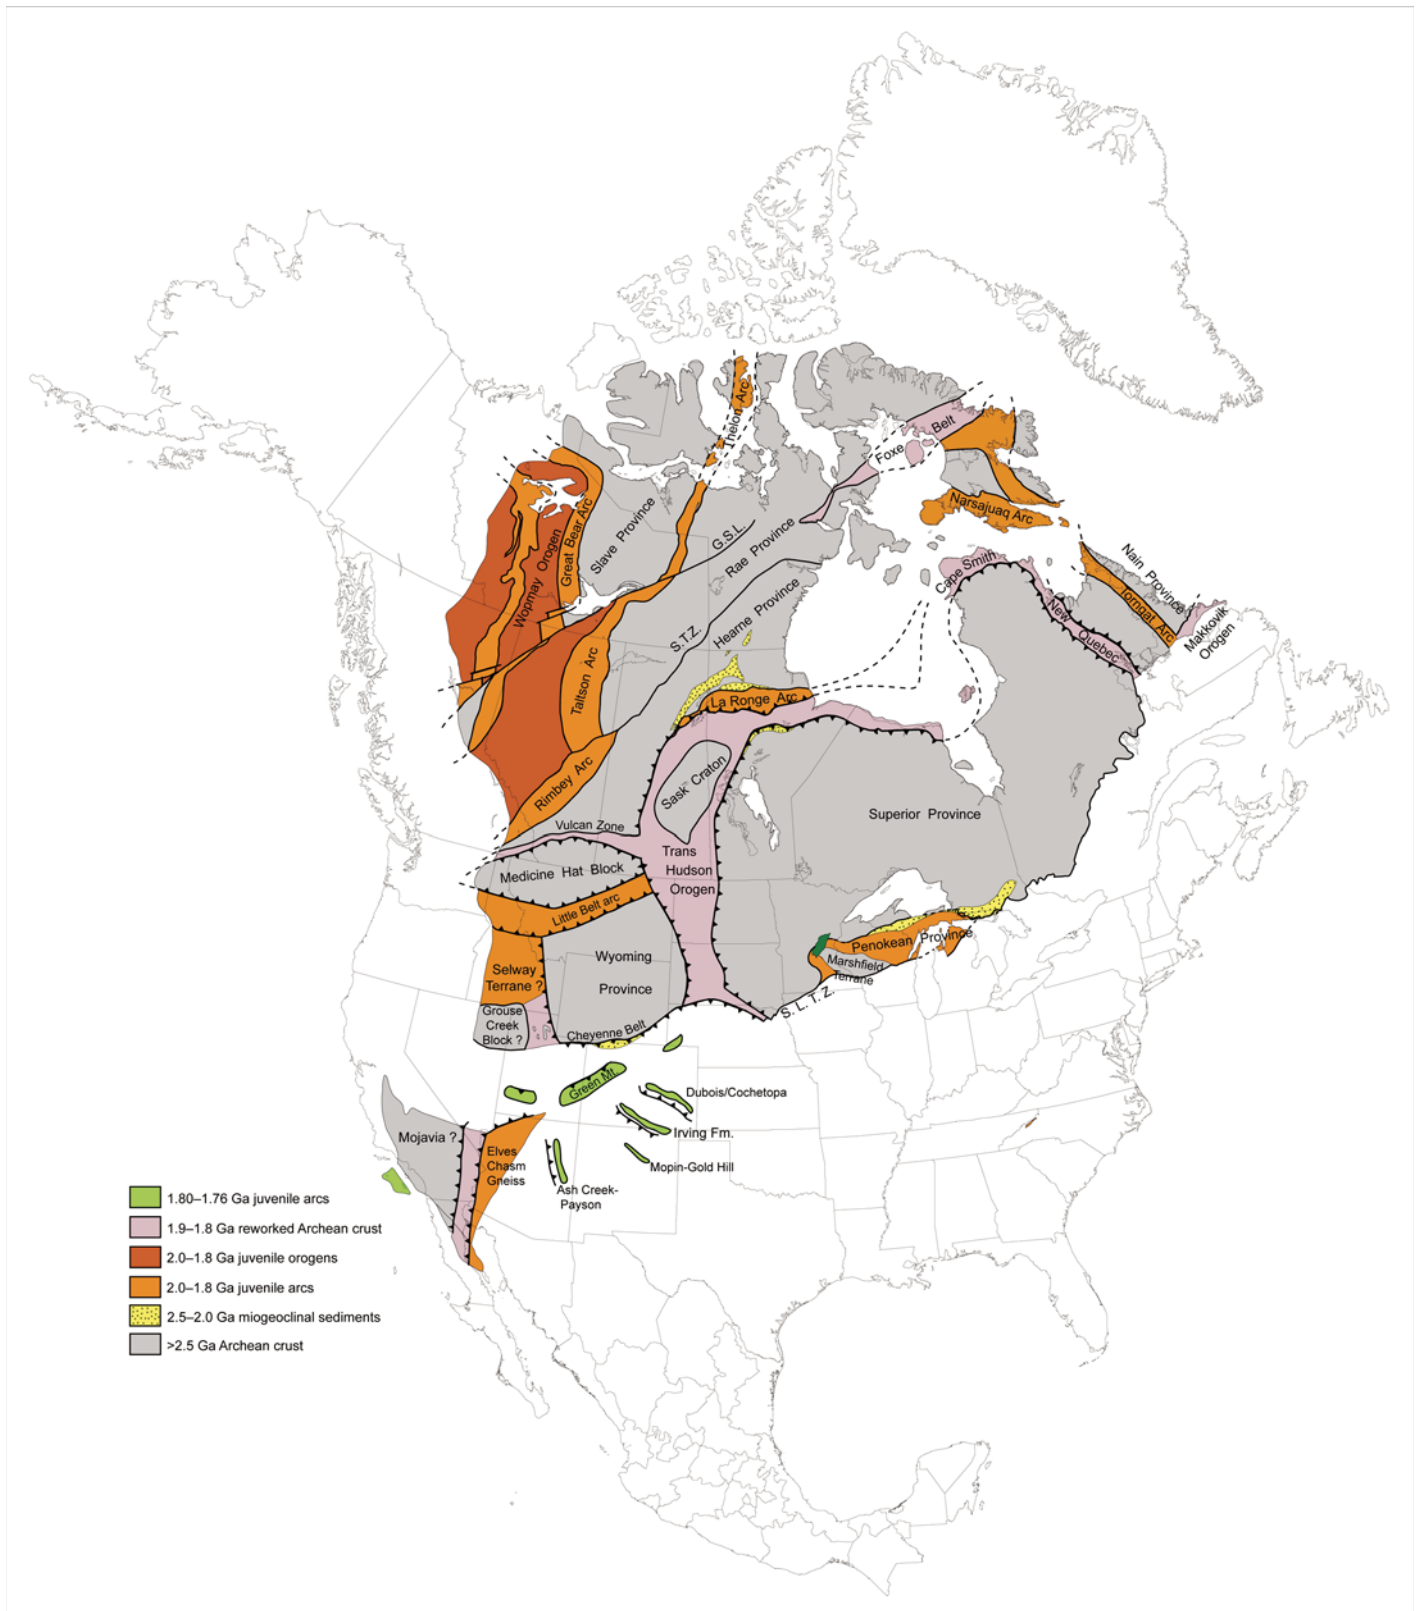 Thelon Arc
Foxe
Belt
Narsajuaq Arc
Great Bear Arc
Wopmay Orogen
Slave Province
G.S.L.
Rae Province
Hearne Province
S.T.Z.
Cape Smith
New
Quebec
Nain Province
Torngat Arc
Makkovik
Orogen
Taltson Arc
La Ronge Arc
Rimbey Arc
Sask Craton
Superior Province
Vulcan Zone
Trans
Hudson
Orogen
Medicine Hat Block
Little Belt arc
Penokean Province
Marshfield
Terrane
Wyoming
Province
Selway
Terrane ?
S. L. T. Z.
Grouse
Creek
Block ?
Cheyenne Belt
Green Mt.
Dubois/Cochetopa
Irving Fm.
Mojavia ?
Elves
Chasm
Gneiss
Mopin-Gold Hill
Ash Creek-
Payson
1.80–1.76 Ga juvenile arcs
1.9–1.8 Ga reworked Archean crust
2.0–1.8 Ga juvenile orogens
2.0–1.8 Ga juvenile arcs
2.5–2.0 Ga miogeoclinal sediments
>2.5 Ga Archean crust